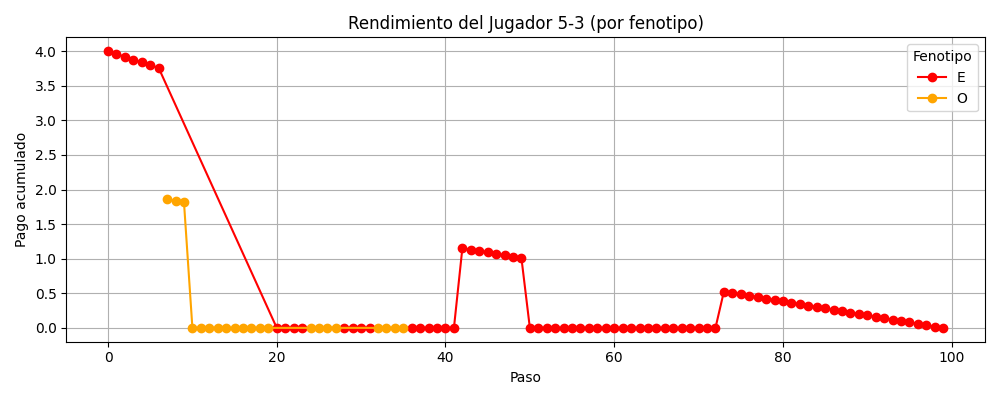 Rendimiento del Jugador 5-3 (por fenotipo)
Fenotipo
E
O
Pago acumulado
4.0
3.5
3.0
2.5
2.0
1.5
1.0
0.5
0.0
0 20 40 60 80 100
Paso